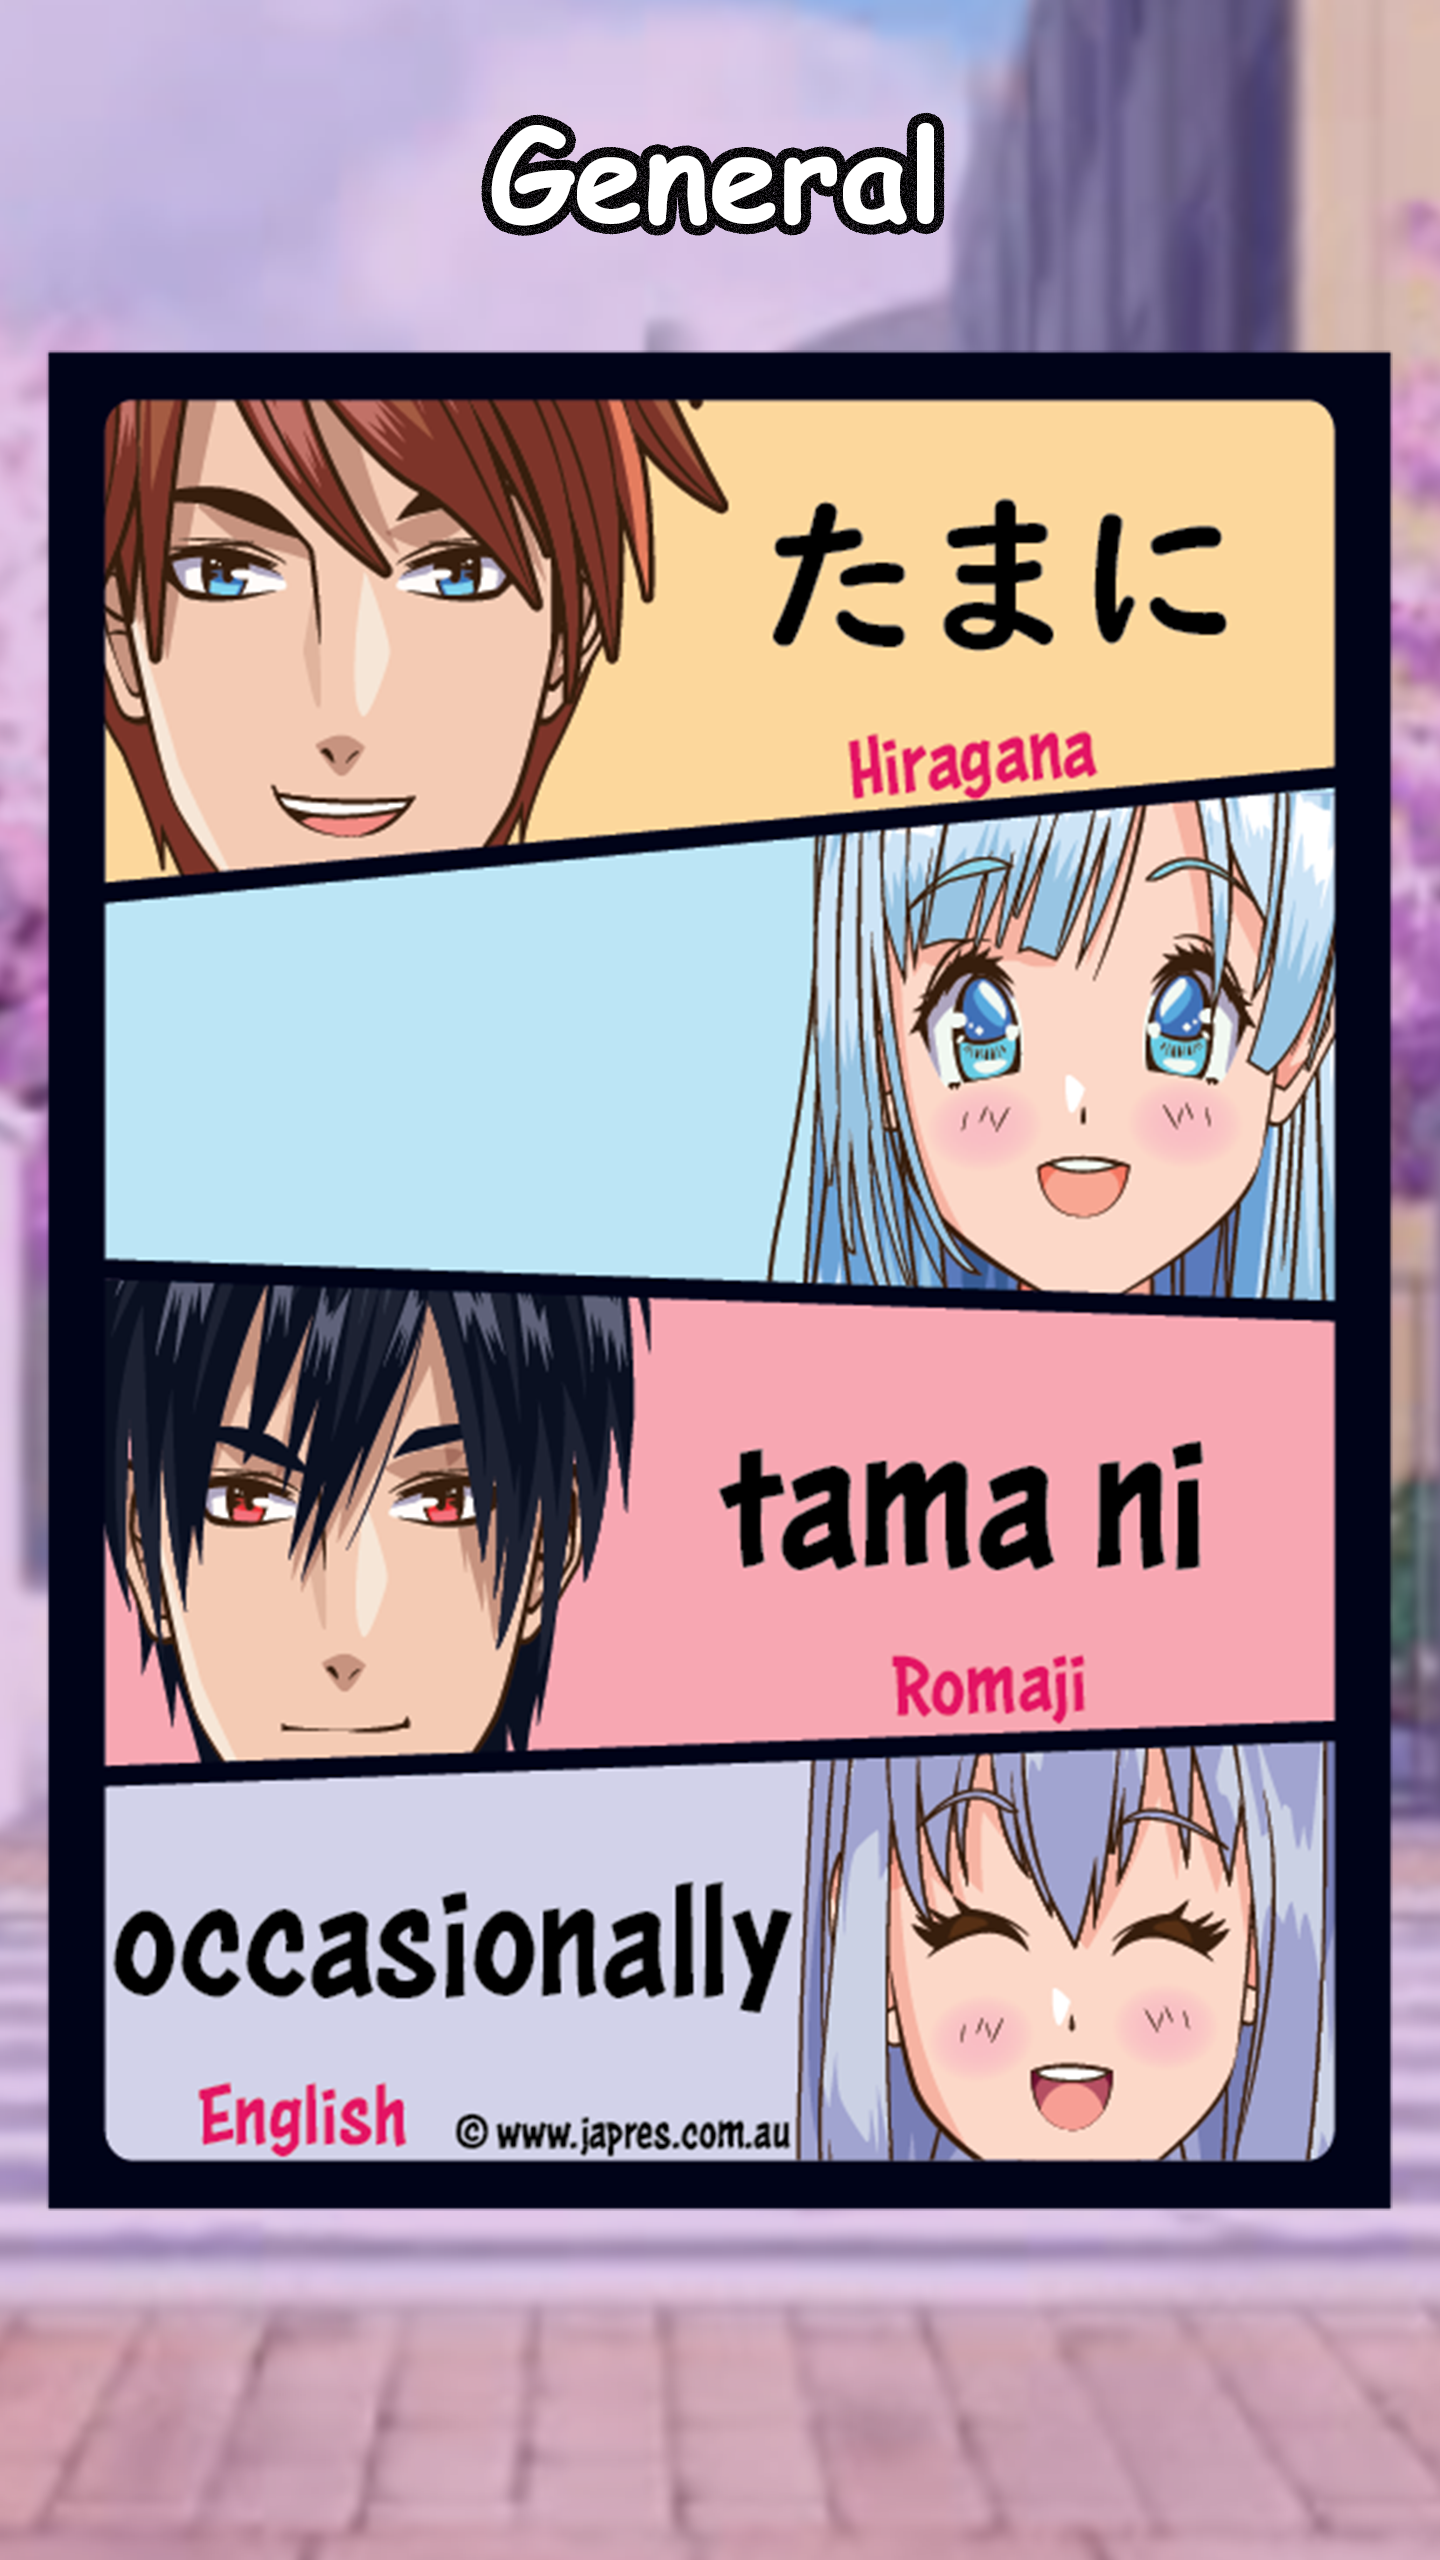 General
たまに
Hiragana
tama ni
Romaji
occasionally
English
© www.japres.com.au